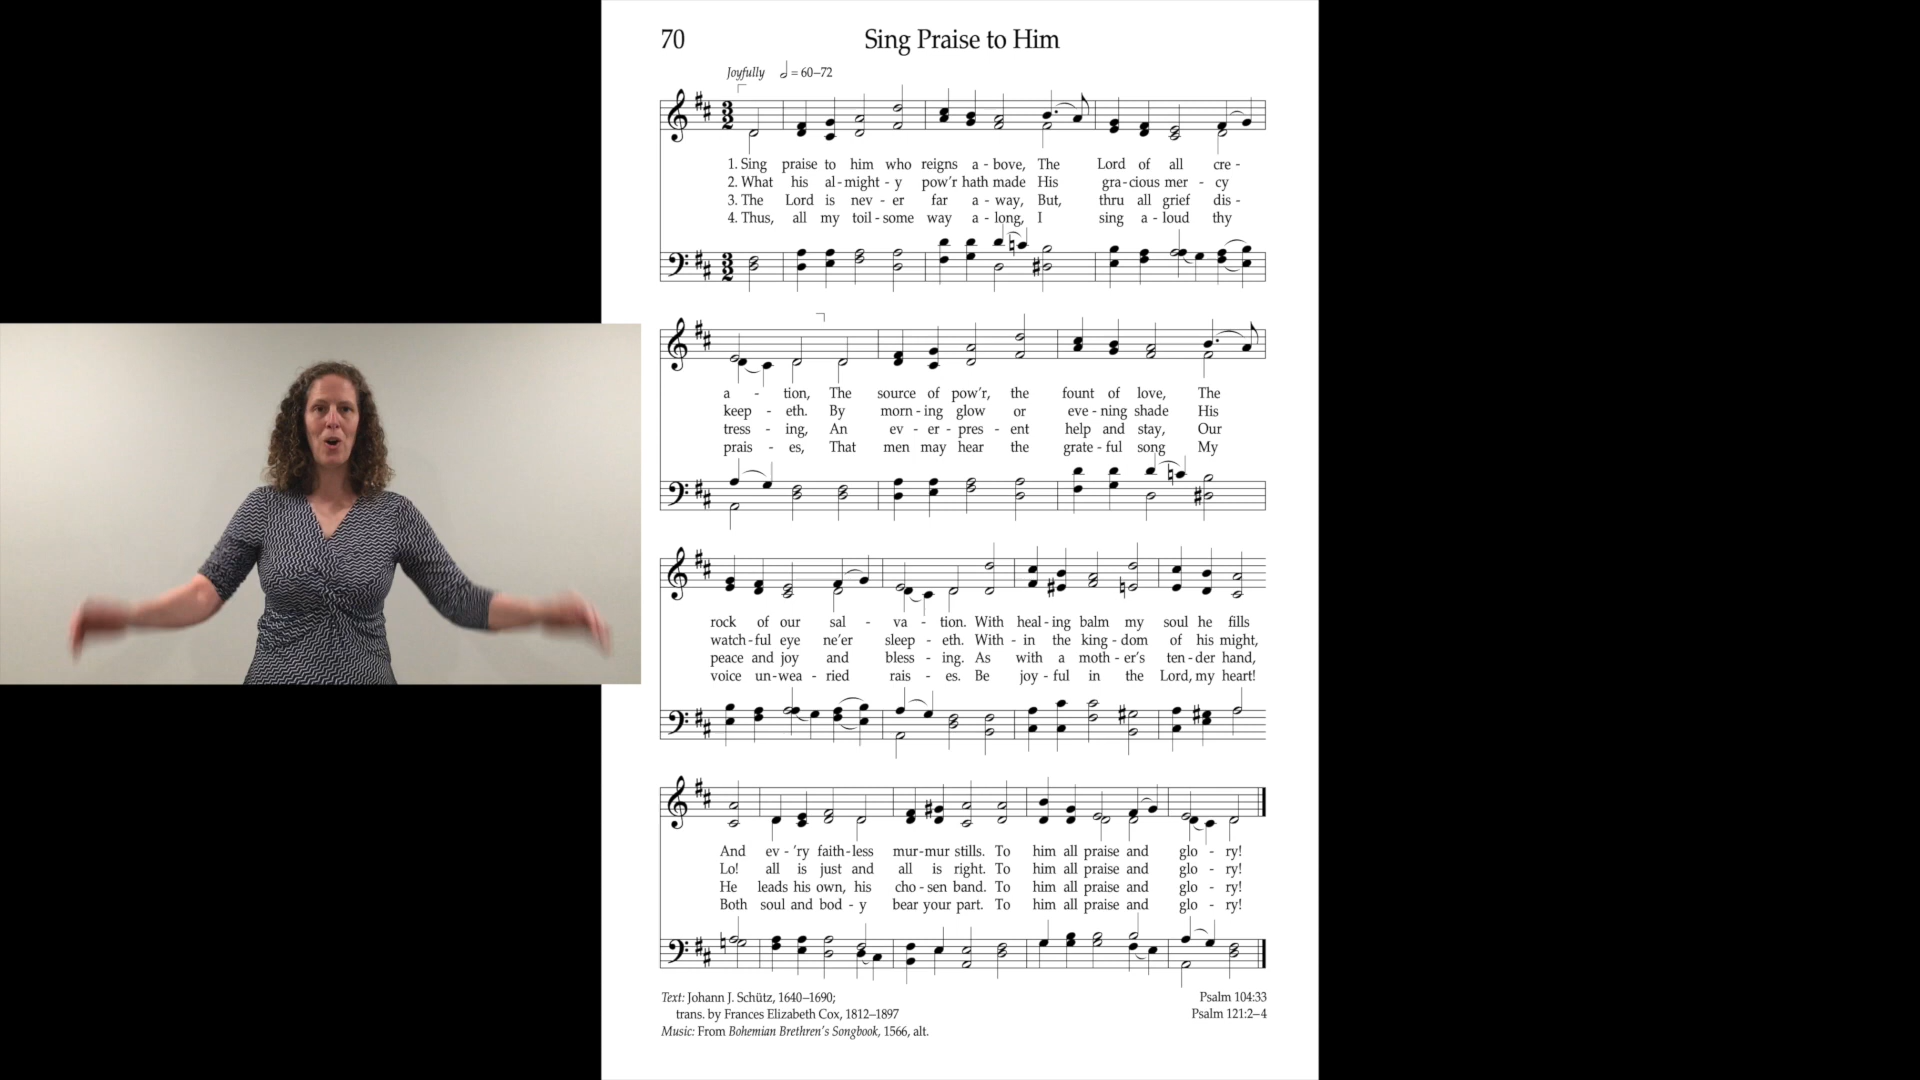 70 Sing Praise to Him
Joyfully 𝅗𝅥 = 60–72
1. Sing praise to him who reigns a - bove, The Lord of all cre -
2. What his al - might - y pow'r hath made His gra - cious mer - cy
3. The Lord is nev - er far a - way, But, thru all grief dis -
4. Thus, all my toil - some way a - long, I sing a - loud thy
a - tion, The source of pow'r, the fount of love, The
keep - eth. By morn - ing glow or eve - ning shade His
tress - ing, An ev - er - pres - ent help and stay, Our
prais - es, That men may hear the grate - ful song My
rock of our sal - va - tion. With heal - ing balm my soul he fills
watch - ful eye ne'er sleep - eth. With - in the king - dom of his might,
peace and joy and bless - ing. As with a moth - er's ten - der hand,
voice un - wea - ried rais - es. Be joy - ful in the Lord, my heart!
And ev - 'ry faith - less mur - mur stills. To him all praise and glo - ry!
Lo! all is just and all is right. To him all praise and glo - ry!
He leads his own, his cho - sen band. To him all praise and glo - ry!
Both soul and bod - y bear your part. To him all praise and glo - ry!
Text: Johann J. Schütz, 1640–1690;
trans. by Frances Elizabeth Cox, 1812–1897
Music: From Bohemian Brethren's Songbook, 1566, alt.
Psalm 104:33
Psalm 121:2–4